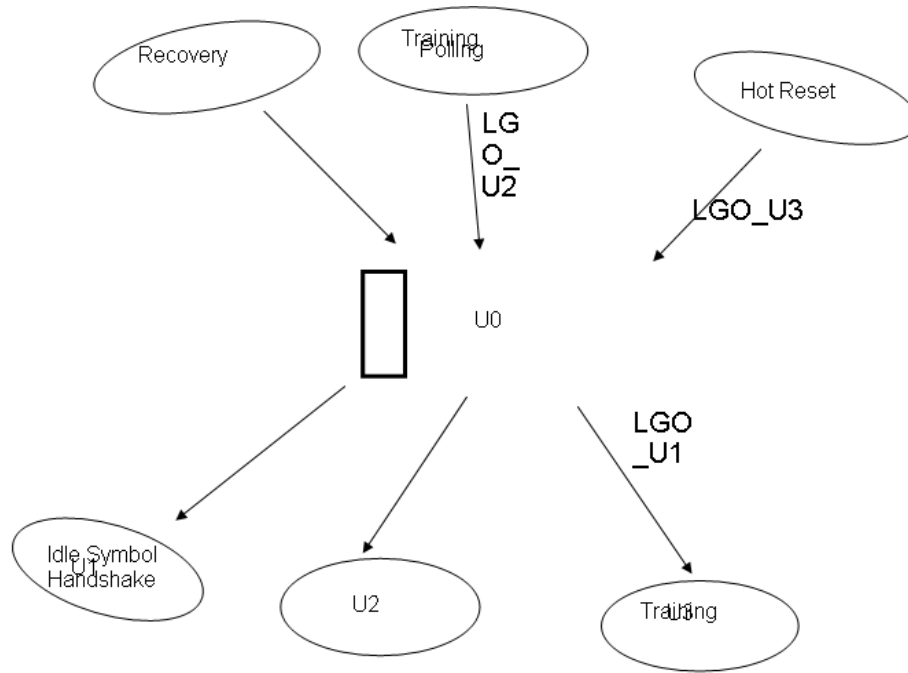 Recovery
Training
Polling
Hot Reset
LG
O_
U2
LGO_U3
U0
LGO
_U1
Idle Symbol
U1
Handshake
U2
Training
U3